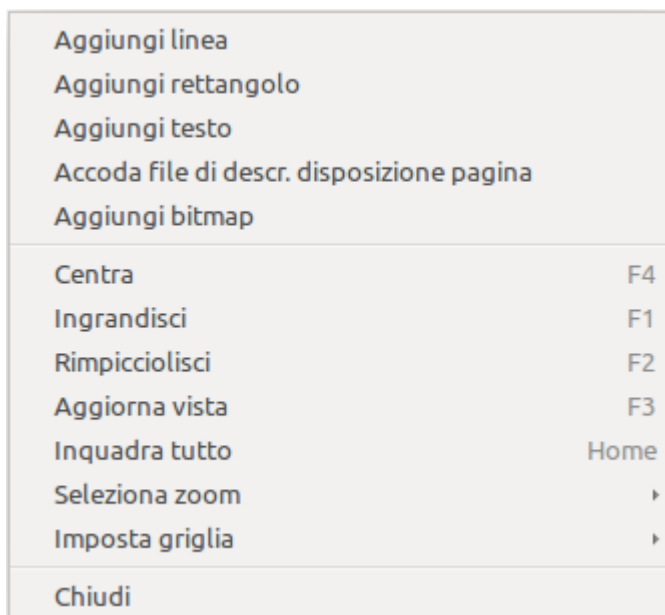 Aggiungi linea
Aggiungi rettangolo
Aggiungi testo
Accoda file di descr. disposizione pagina
Aggiungi bitmap
Centra F4
Ingrandisci F1
Rimpicciolisci F2
Aggiorna vista F3
Inquadra tutto Home
Seleziona zoom
Imposta griglia
Chiudi